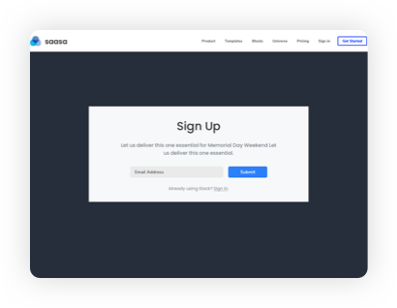 saasa
Product Templates Blocks Universe Pricing Sign in Get Started
Sign Up
Let us deliver this one essential for Memorial Day Weekend Let
us deliver this one essential.
Email Address Submit
Already using Stack? Sign in